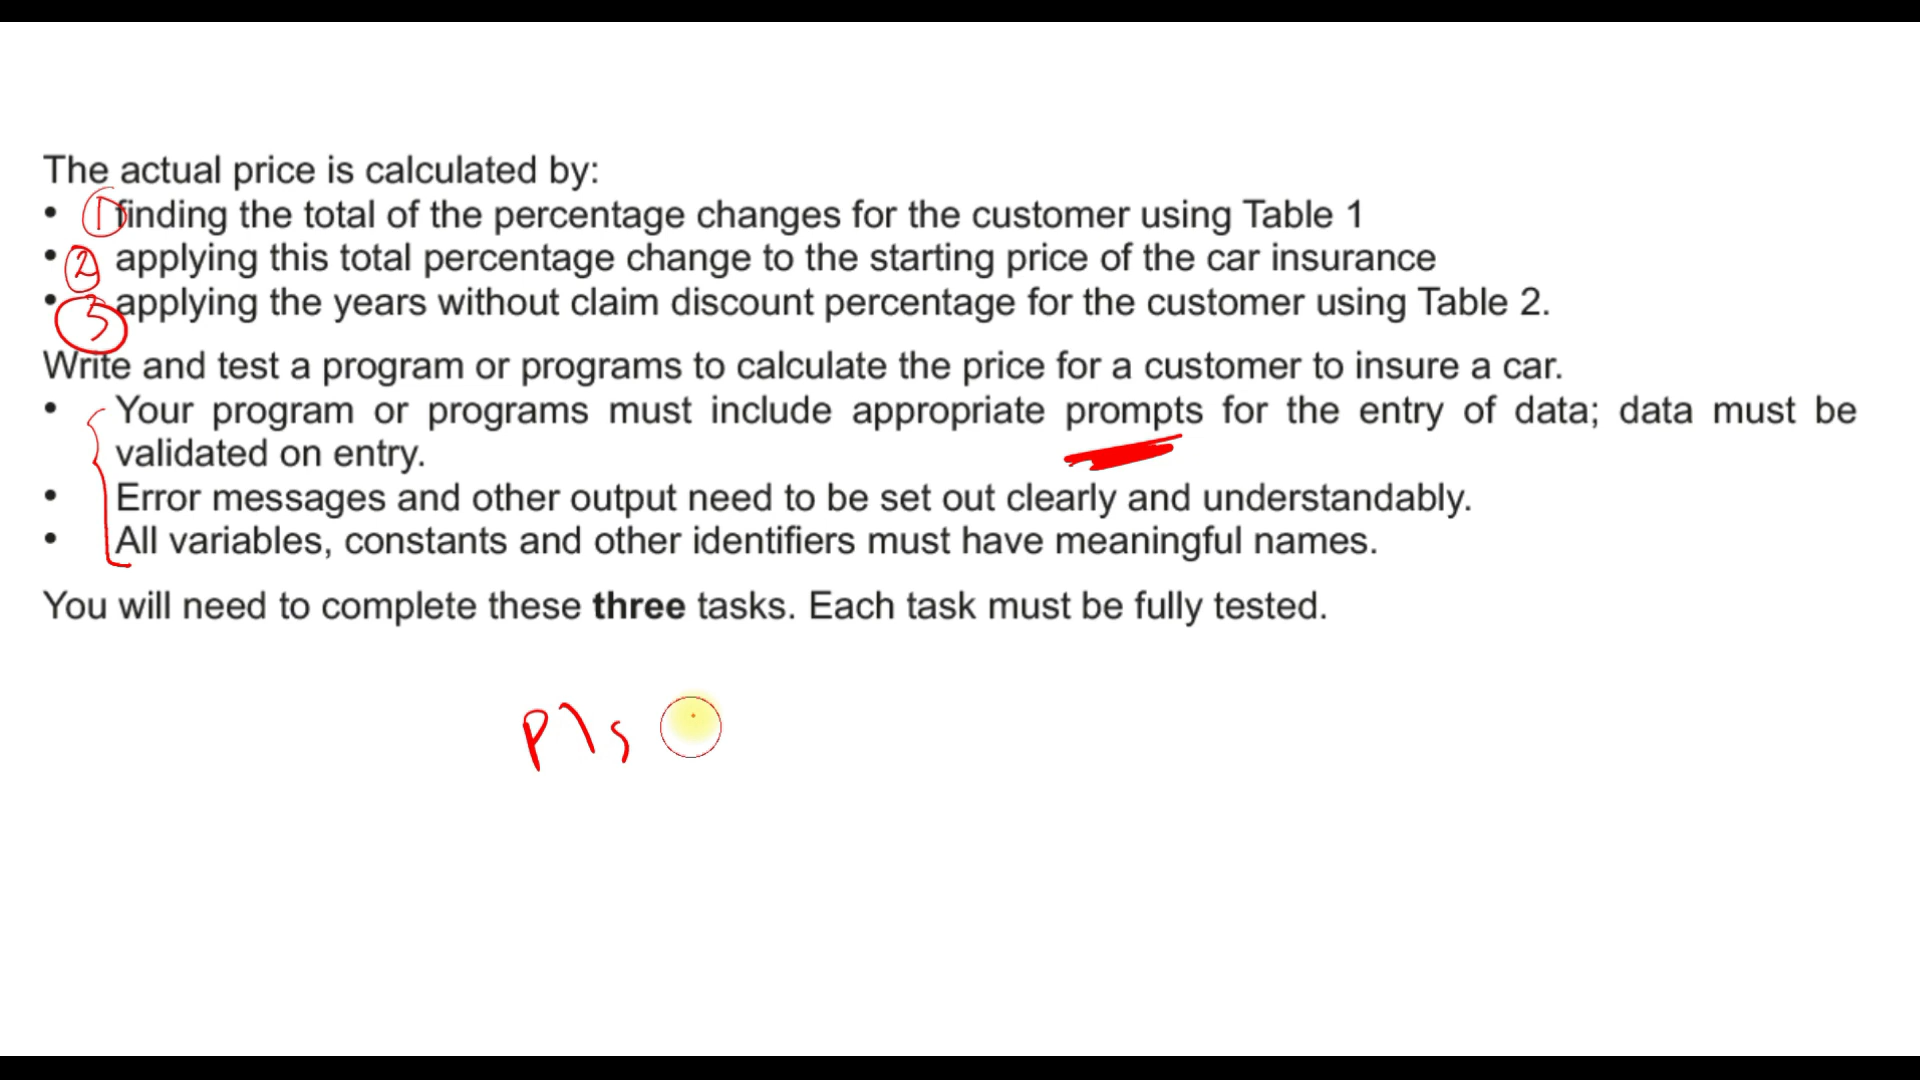 The actual price is calculated by:
• ① finding the total of the percentage changes for the customer using Table 1
• ② applying this total percentage change to the starting price of the car insurance
• ③ applying the years without claim discount percentage for the customer using Table 2.
Write and test a program or programs to calculate the price for a customer to insure a car.
• Your program or programs must include appropriate prompts for the entry of data; data must be
validated on entry.
• Error messages and other output need to be set out clearly and understandably.
• All variables, constants and other identifiers must have meaningful names.
You will need to complete these three tasks. Each task must be fully tested.